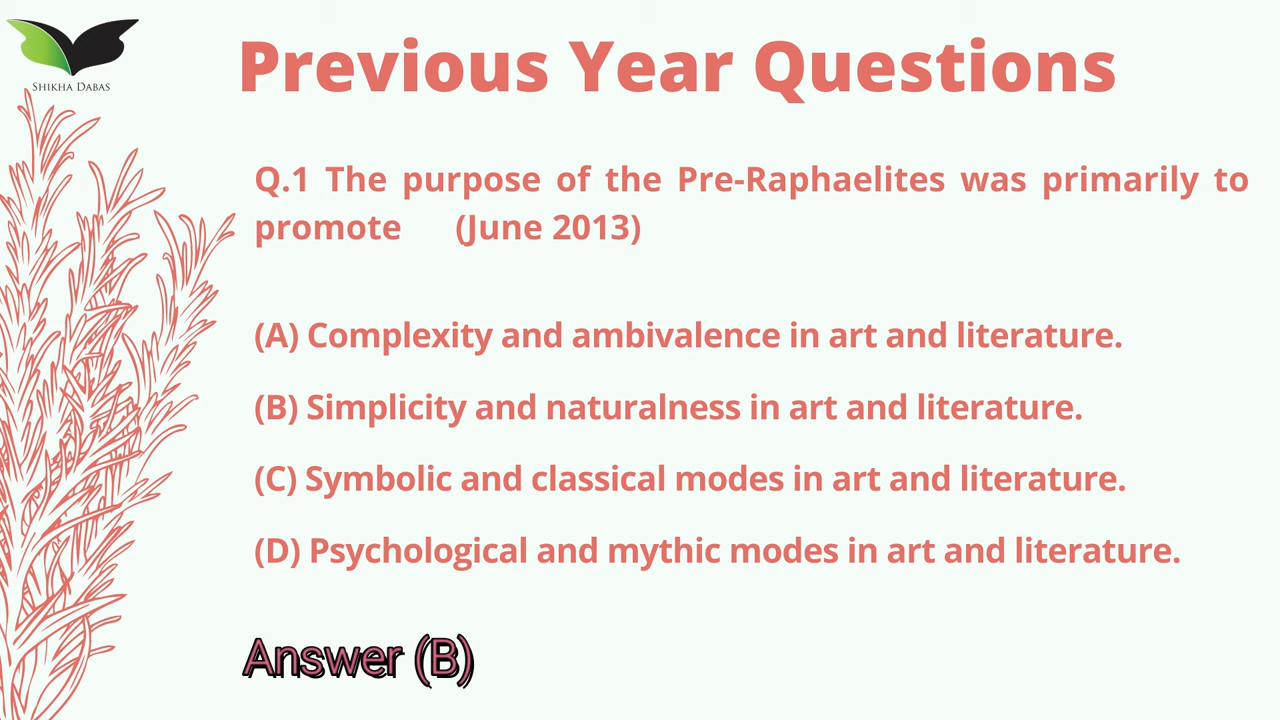 SHIKHA DABAS
Previous Year Questions
Q.1 The purpose of the Pre-Raphaelites was primarily to
promote (June 2013)
(A) Complexity and ambivalence in art and literature.
(B) Simplicity and naturalness in art and literature.
(C) Symbolic and classical modes in art and literature.
(D) Psychological and mythic modes in art and literature.
Answer (B)